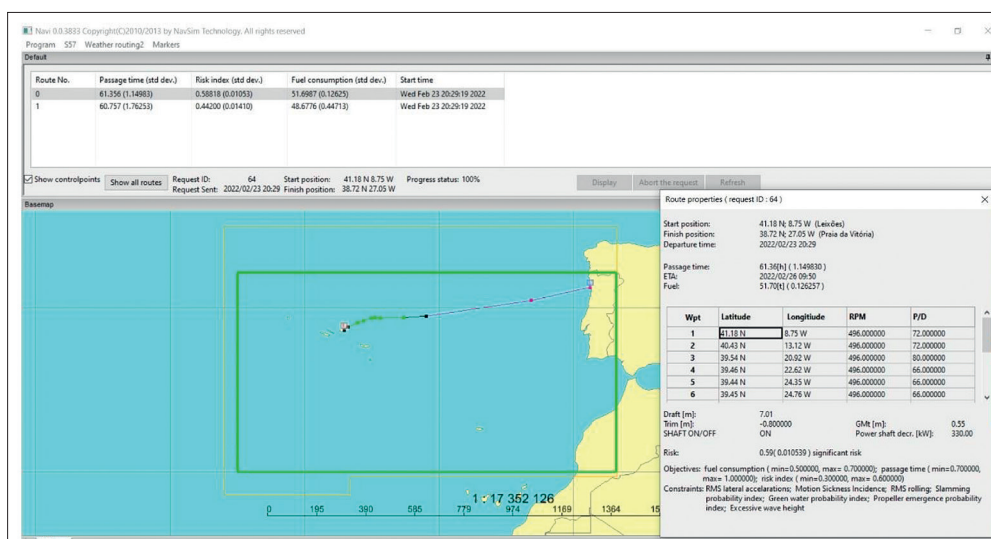 Navi 0.0.3833 Copyright(C)2010/2013 by NavSim Technology. All rights reserved
Program S57 Weather routing2 Markers
Default
Route No. Passage time (std dev.) Risk index (std dev.) Fuel consumption (std dev.) Start time
0 61.356 (1.14983) 0.58818 (0.01053) 51.6987 (0.12625) Wed Feb 23 20:29:19 2022
1 60.757 (1.76253) 0.44200 (0.01410) 48.6776 (0.44713) Wed Feb 23 20:29:19 2022
Show controlpoints Show all routes Request ID: 64 Start position: 41.18 N 8.75 W Progress status: 100% Display Abort the request Refresh
Request Sent: 2022/02/23 20:29 Finish position: 38.72 N 27.05 W
Basemap
1 : 17 352 126
0 195 390 585 779 974 1169 1364 15
Route properties ( request ID : 64 )
Start position: 41.18 N; 8.75 W (Leixões)
Finish position: 38.72 N; 27.05 W (Praia da Vitória)
Departure time: 2022/02/23 20:29
Passage time: 61.36[h] ( 1.149830 )
ETA: 2022/02/26 09:50
Fuel: 51.70[t] ( 0.126257 )
Wpt Latitude Longitiude RPM P/D
1 41.18 N 8.75 W 496.000000 72.000000
2 40.43 N 13.12 W 496.000000 72.000000
3 39.54 N 20.92 W 496.000000 80.000000
4 39.46 N 22.62 W 496.000000 66.000000
5 39.44 N 24.35 W 496.000000 66.000000
6 39.45 N 24.76 W 496.000000 66.000000
Draft [m]: 7.01
Trim [m]: -0.800000 GMt [m]: 0.55
SHAFT ON/OFF ON Power shaft decr. [kW]: 330.00
Risk: 0.59( 0.010539 ) significant risk
Objectives: fuel consumption ( min=0.500000, max= 0.700000); passage time ( min=0.700000,
max= 1.000000); risk index ( min=0.300000, max= 0.600000)
Constraints: RMS lateral accelarations; Motion Sickness Incidence; RMS rolling; Slamming
probability index; Green water probability index; Propeller emergence probability
index; Excessive wave height